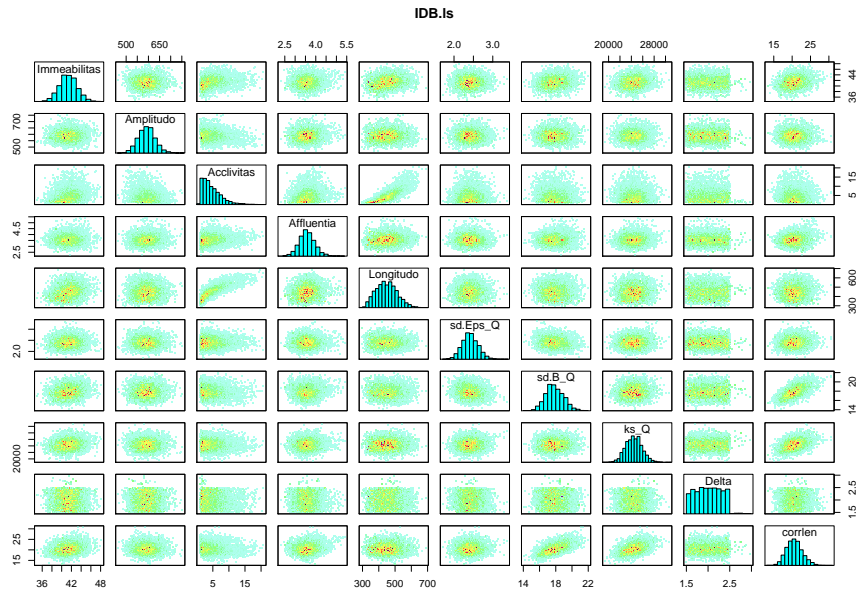 IDB.ls
500 650 2.5 4.0 5.5 2.0 3.0 20000 28000 15 25
Immeabilitas 36 40 44
500 700 Amplitudo
Acclivitas 5 15
2.5 4.5 Affluentia
Longitudo 300 600
2.0 sd.Eps_Q
sd.B_Q 14 20
20000 ks_Q
Delta 1.5 2.5
15 25 corrlen
36 42 48 5 15 300 500 700 14 18 22 1.5 2.5